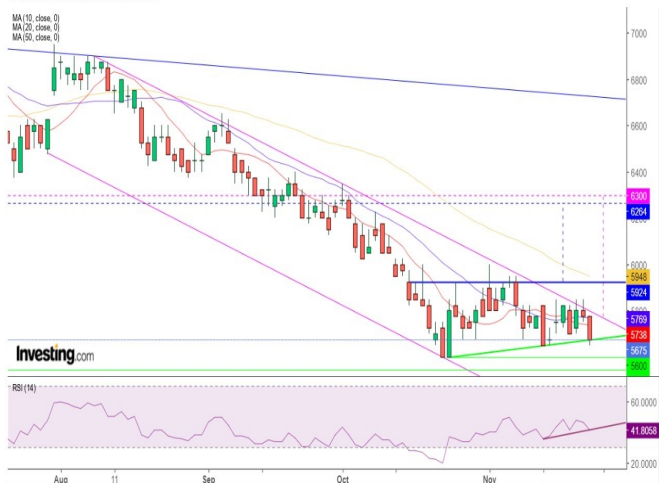 MA (10, close, 0)
MA (20, close, 0)
MA (50, close, 0)
7000
6800
6600
6400
6300
6264
6000
5948
5924
5769
5738
5675
5600
Investing.com
RSI (14)
60.0000
41.8058
20.0000
Aug 11 Sep Oct Nov